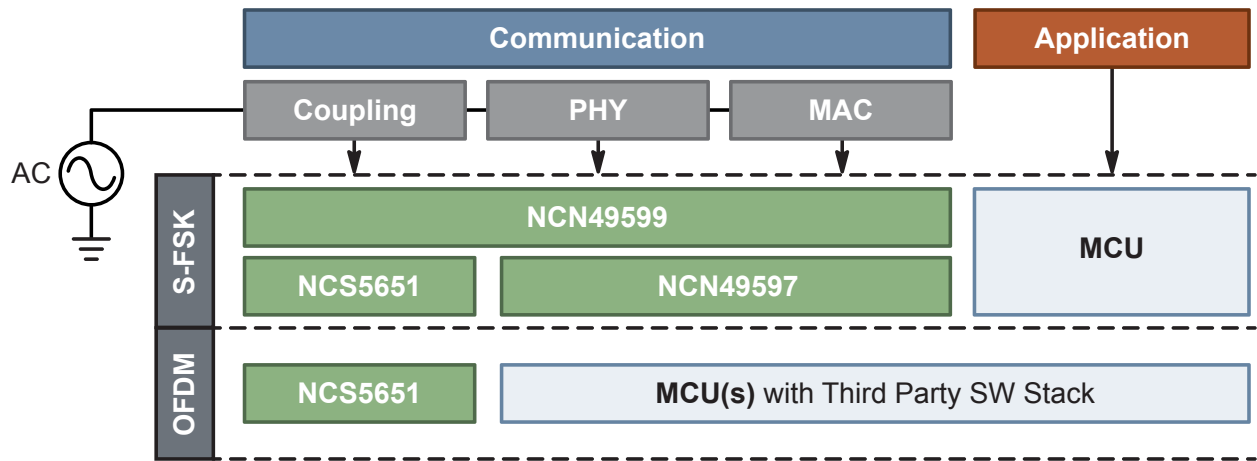 Communication
Application
Coupling
PHY
MAC
AC
S-FSK
NCN49599
MCU
NCS5651
NCN49597
OFDM
NCS5651
MCU(s) with Third Party SW Stack